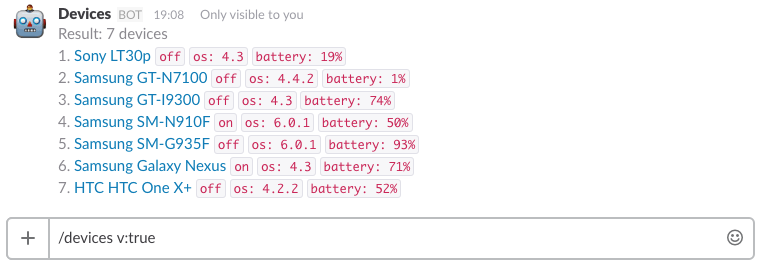 Devices BOT 19:08 Only visible to you
Result: 7 devices
1. Sony LT30p off os: 4.3 battery: 19%
2. Samsung GT-N7100 off os: 4.4.2 battery: 1%
3. Samsung GT-I9300 off os: 4.3 battery: 74%
4. Samsung SM-N910F on os: 6.0.1 battery: 50%
5. Samsung SM-G935F off os: 6.0.1 battery: 93%
6. Samsung Galaxy Nexus on os: 4.3 battery: 71%
7. HTC HTC One X+ off os: 4.2.2 battery: 52%
/devices v:true